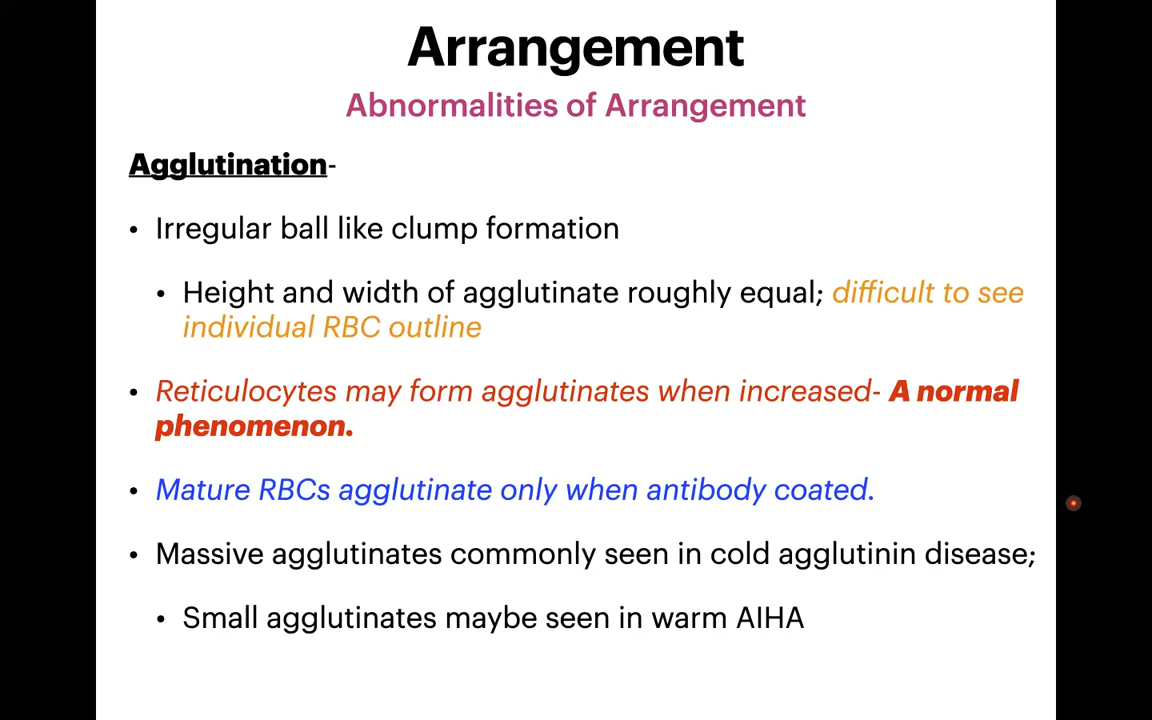 Arrangement
Abnormalities of Arrangement
Agglutination-
• Irregular ball like clump formation
• Height and width of agglutinate roughly equal; difficult to see
individual RBC outline
• Reticulocytes may form agglutinates when increased- A normal
phenomenon.
• Mature RBCs agglutinate only when antibody coated.
• Massive agglutinates commonly seen in cold agglutinin disease;
• Small agglutinates maybe seen in warm AIHA